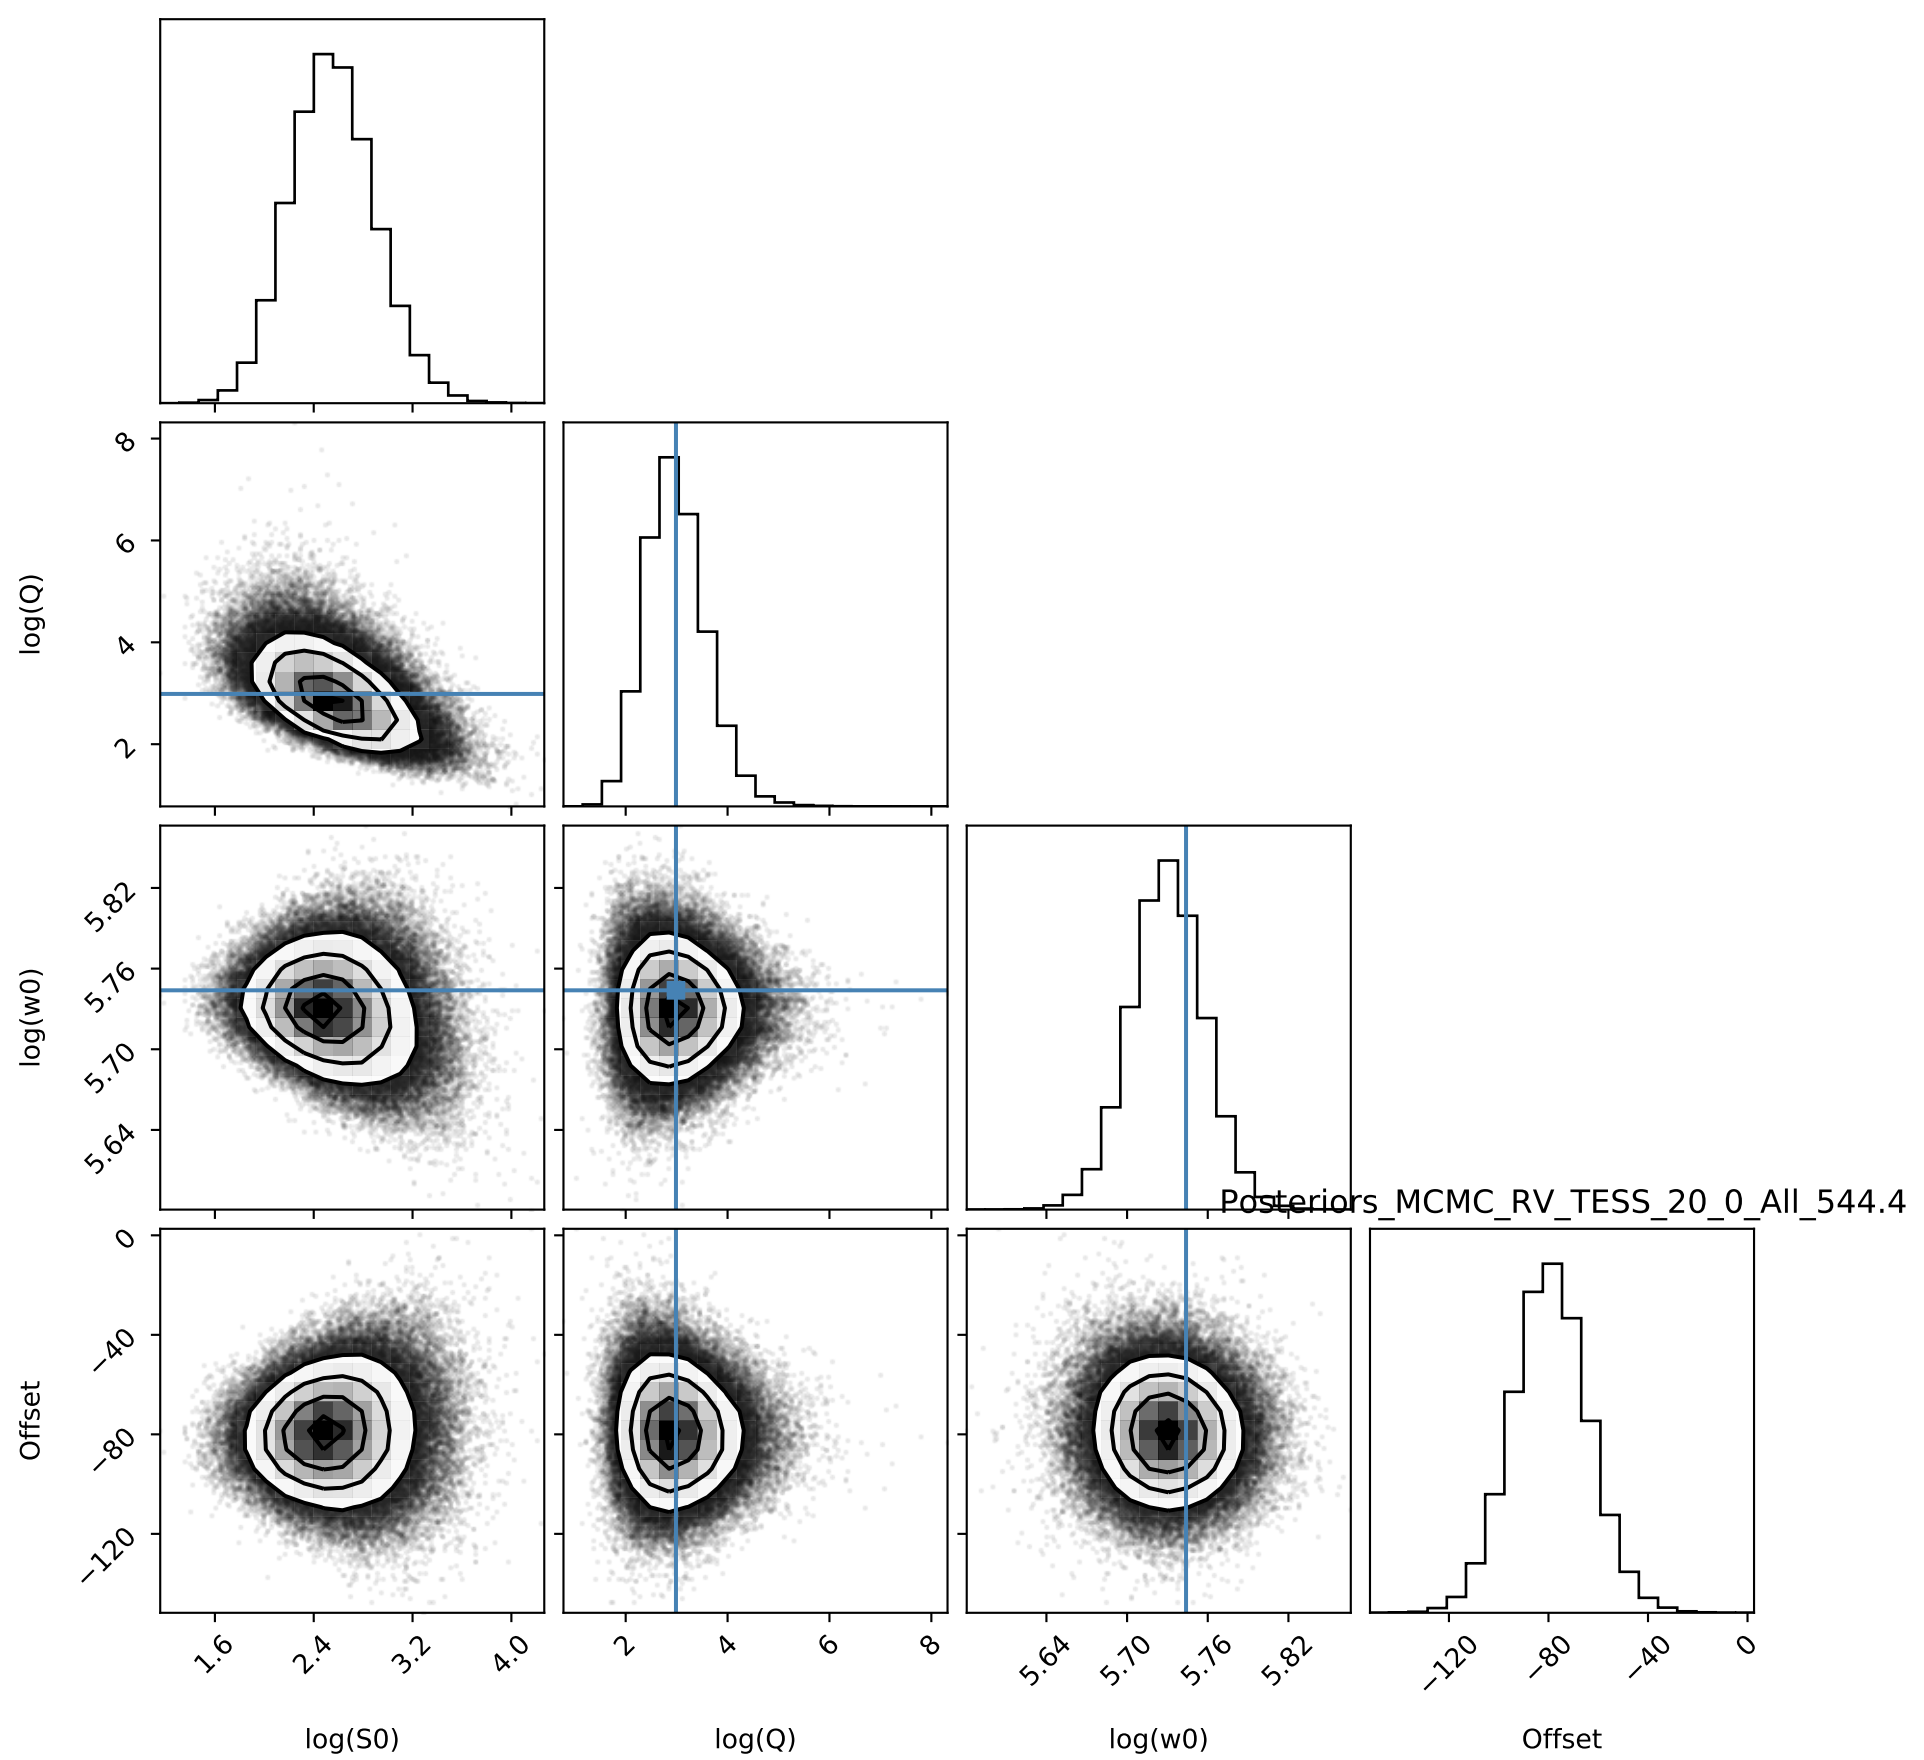 8
6
4
2
log(Q)
5.82
5.76
5.70
5.64
log(w0)
Posteriors_MCMC_RV_TESS_20_0_All_544.4
0
−40
−80
−120
Offset
1.6 2.4 3.2 4.0
2 4 6 8
5.64 5.70 5.76 5.82
−120 −80 −40 0
log(S0)
log(Q)
log(w0)
Offset